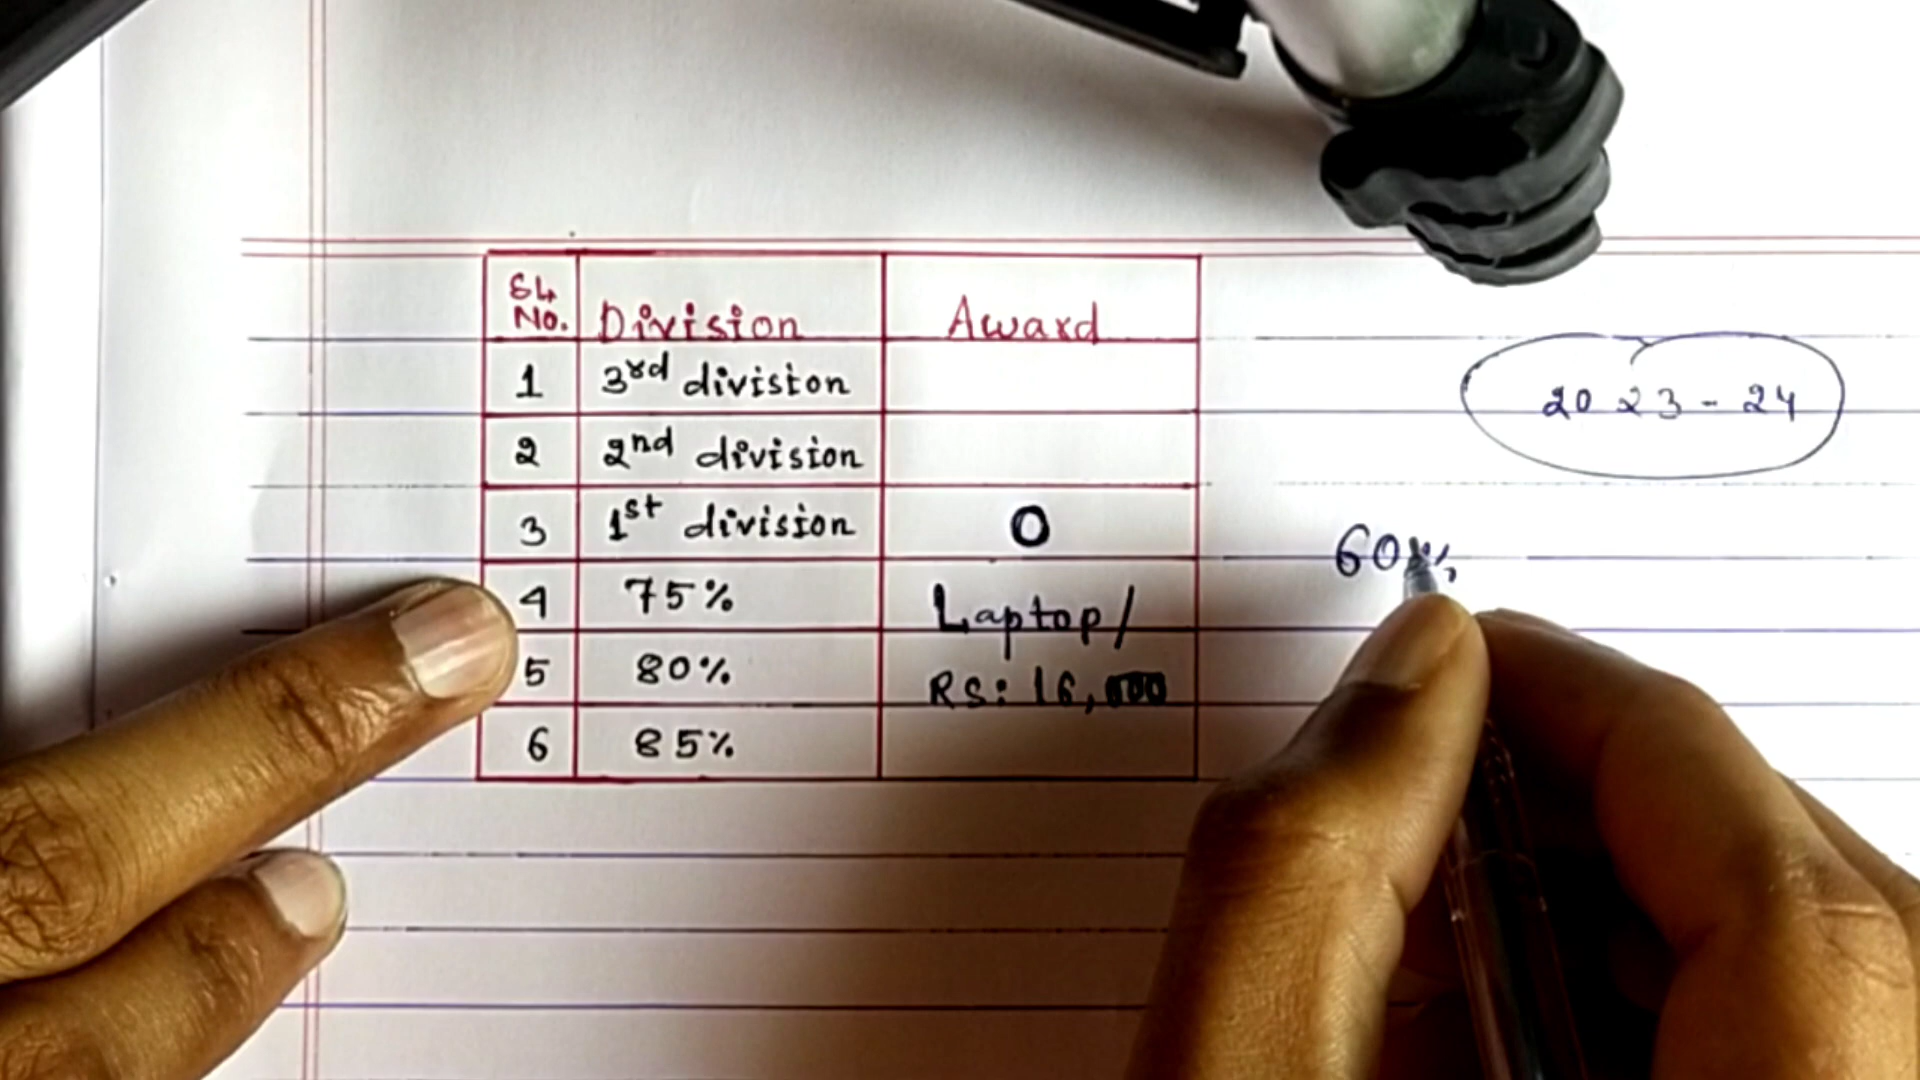 SL
No. Division Award
1 3rd division
2 2nd division
3 1st division 0
4 75% Laptop/
5 80% RS: 16,000
6 85%
2023-24
60%